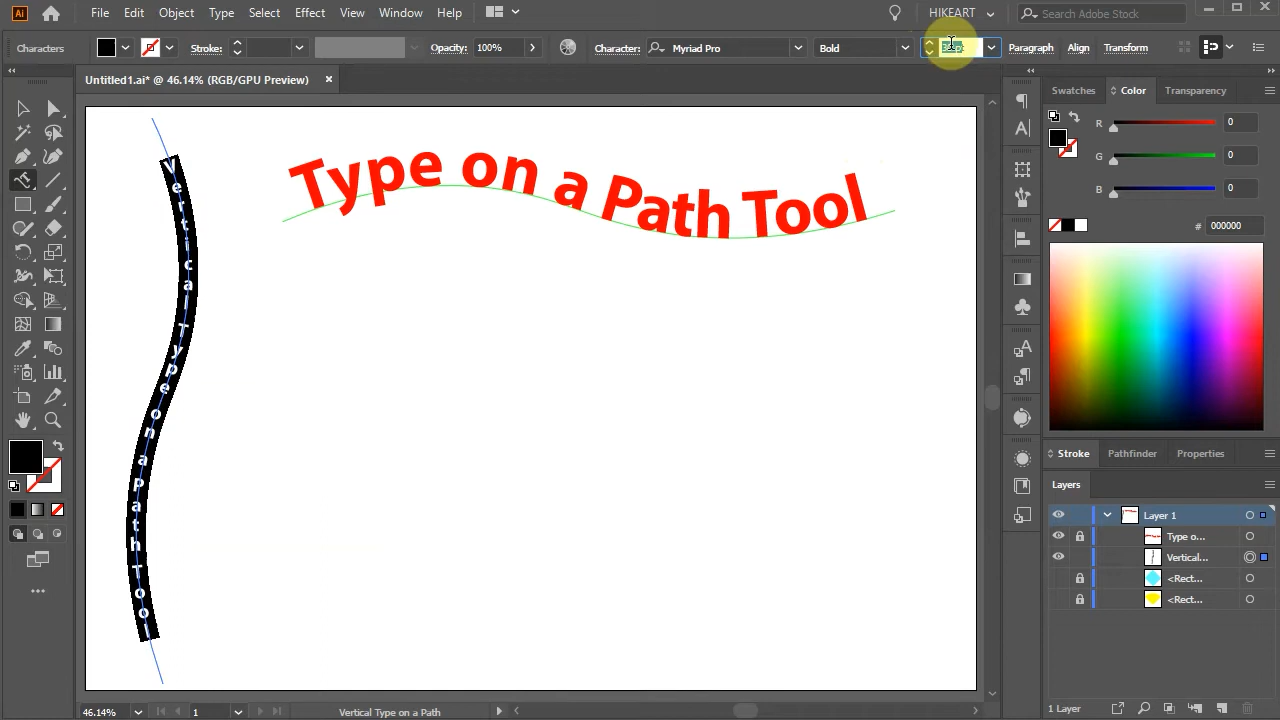 Ai File Edit Object Type Select Effect View Window Help HIKEART Search Adobe Stock
Characters Stroke: Opacity: 100% Character: Myriad Pro Bold Paragraph Align Transform
Untitled1.ai* @ 46.14% (RGB/GPU Preview)
Swatches Color Transparency
R 0
G 0
B 0
# 000000
Type on a Path Tool
Vertical Type on a path Tool
Stroke Pathfinder Properties
Layers
Layer 1
Type o...
Vertical...
<Rect...
<Rect...
1 Layer
46.14% 1 Vertical Type on a Path